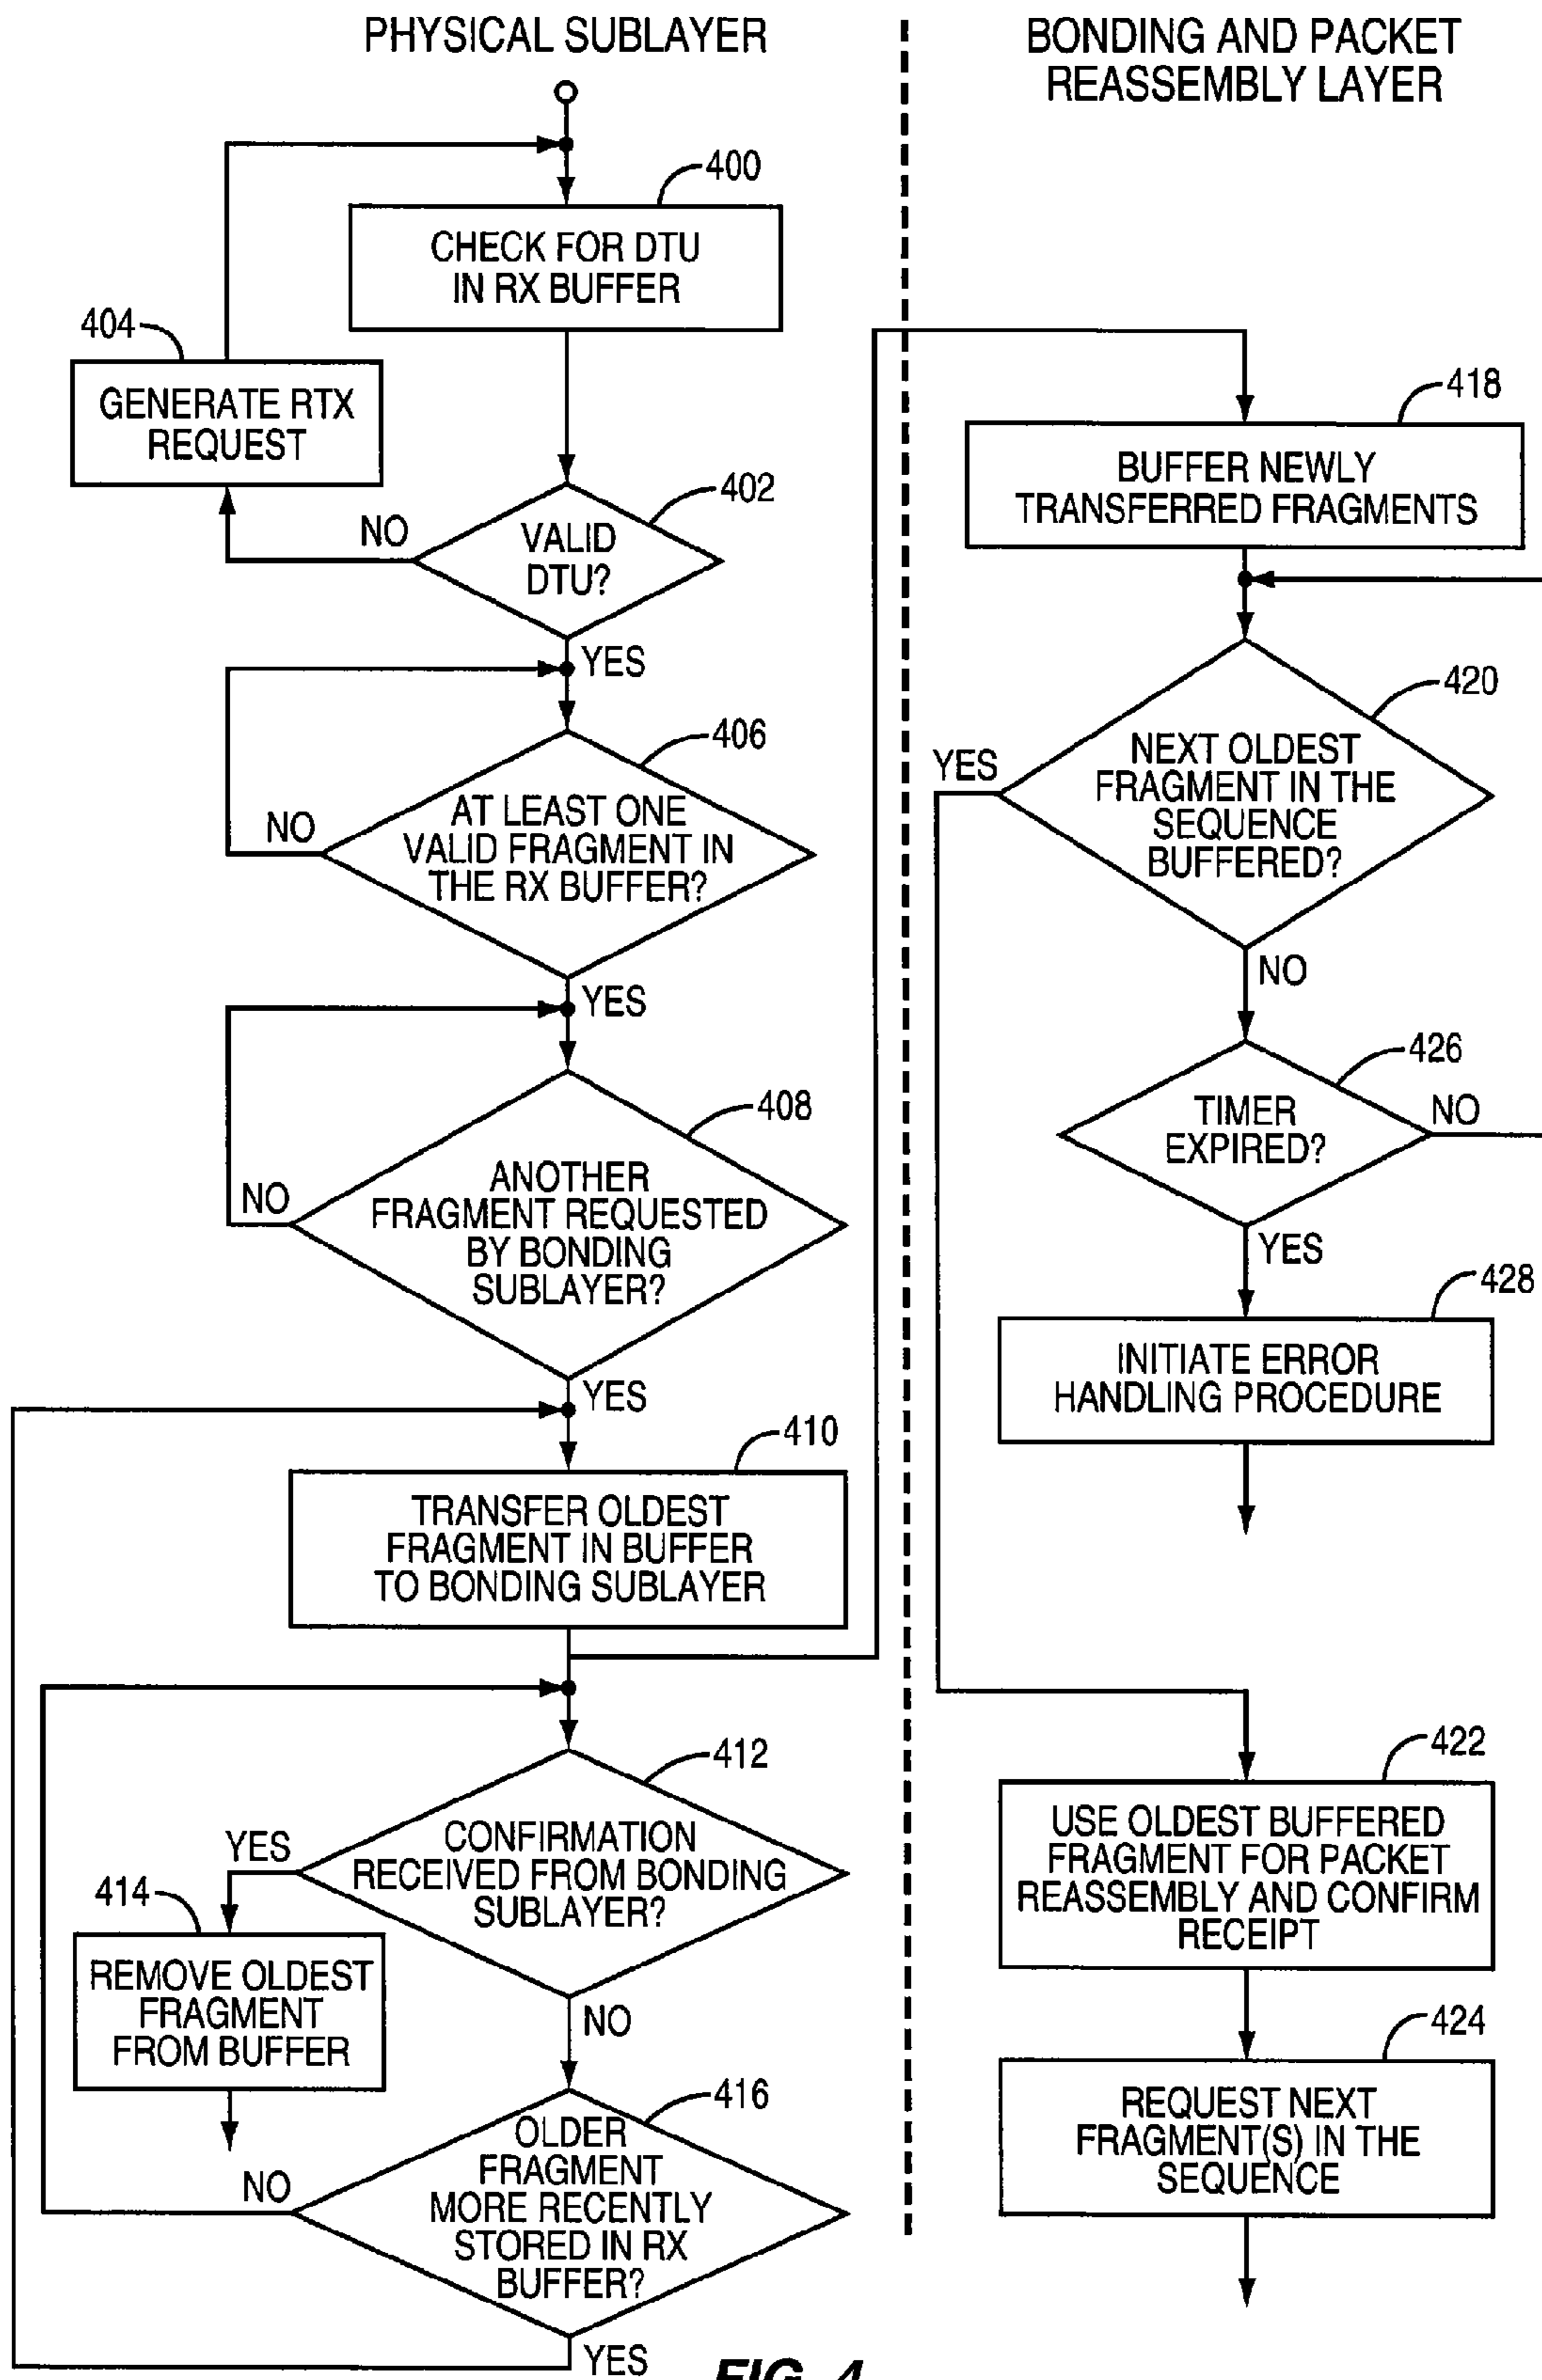 PHYSICAL SUBLAYER
400
CHECK FOR DTU
IN RX BUFFER
404
GENERATE RTX
REQUEST
402
NO
VALID
DTU?
YES
406
NO
AT LEAST ONE
VALID FRAGMENT IN
THE RX BUFFER?
YES
408
NO
ANOTHER
FRAGMENT REQUESTED
BY BONDING
SUBLAYER?
YES
410
TRANSFER OLDEST
FRAGMENT IN BUFFER
TO BONDING SUBLAYER
412
YES
CONFIRMATION
RECEIVED FROM BONDING
SUBLAYER?
414
REMOVE OLDEST
FRAGMENT
FROM BUFFER
NO
416
NO
OLDER
FRAGMENT
MORE RECENTLY
STORED IN RX
BUFFER?
YES
BONDING AND PACKET
REASSEMBLY LAYER
418
BUFFER NEWLY
TRANSFERRED FRAGMENTS
420
YES
NEXT OLDEST
FRAGMENT IN THE
SEQUENCE
BUFFERED?
NO
426
TIMER
EXPIRED?
NO
YES
428
INITIATE ERROR
HANDLING PROCEDURE
422
USE OLDEST BUFFERED
FRAGMENT FOR PACKET
REASSEMBLY AND CONFIRM
RECEIPT
424
REQUEST NEXT
FRAGMENT(S) IN THE
SEQUENCE
FIG. 4